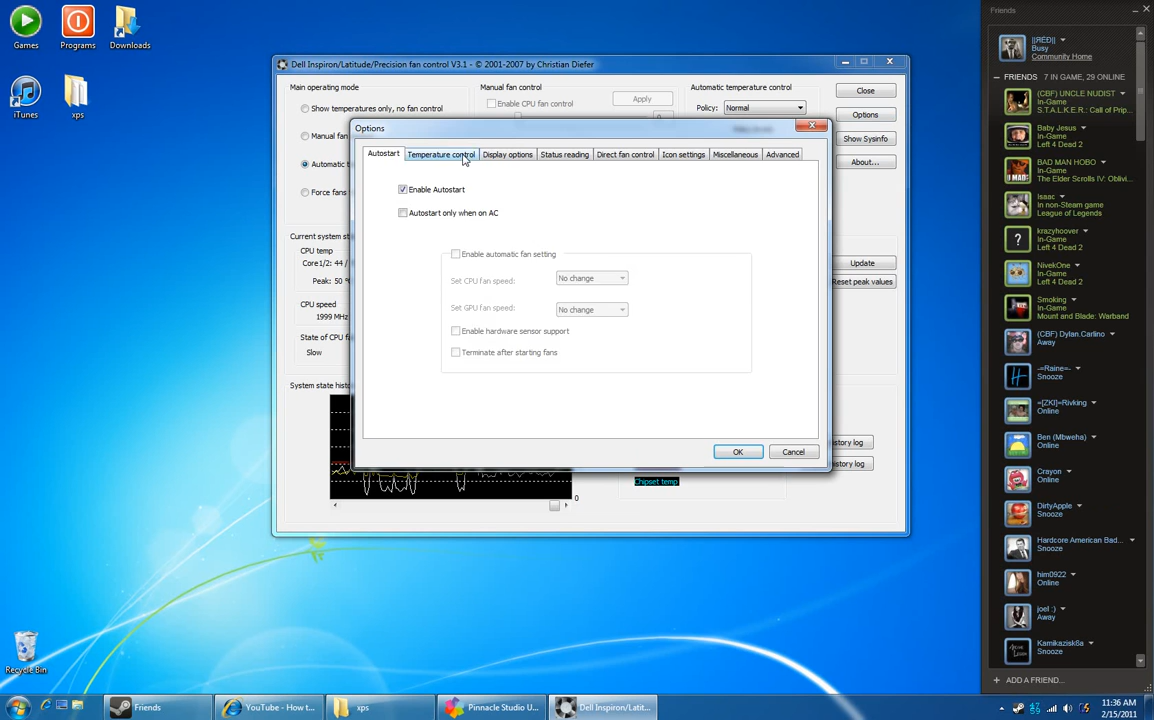 Games
Programs
Downloads
iTunes
xps
Recycle Bin
Dell Inspiron/Latitude/Precision fan control V3.1 - © 2001-2007 by Christian Diefer
Main operating mode
Manual fan control
Automatic temperature control
Show temperatures only, no fan control
Enable CPU fan control
Apply
Policy:
Normal
Close
Options
Show Sysinfo
About...
Manual fan
Automatic t
Force fans
Current system st
CPU temp
Core1/2: 44 /
Peak: 50 °
CPU speed
1999 MHz
State of CPU f
Slow
System state histo
Update
Reset peak values
istory log
istory log
Chipset temp
0
Options
Autostart
Temperature control
Display options
Status reading
Direct fan control
Icon settings
Miscellaneous
Advanced
Enable Autostart
Autostart only when on AC
Enable automatic fan setting
Set CPU fan speed:
No change
Set GPU fan speed:
No change
Enable hardware sensor support
Terminate after starting fans
OK
Cancel
Friends
||ЯÉÐ||
Busy
Community Home
FRIENDS 7 IN GAME, 29 ONLINE
(CBF) UNCLE NUDIST
In-Game
S.T.A.L.K.E.R.: Call of Prip...
Baby Jesus
In-Game
Left 4 Dead 2
BAD MAN HOBO
In-Game
The Elder Scrolls IV: Oblivi...
Isaac
In non-Steam game
League of Legends
krazyhoover
In-Game
Left 4 Dead 2
NivekOne
In-Game
Left 4 Dead 2
Smoking
In-Game
Mount and Blade: Warband
(CBF) Dylan.Carlino
Away
-=Raine=-
Snooze
=[ZKI]=Rivking
Online
Ben (Mbweha)
Online
Crayon
Online
DirtyApple
Snooze
Hardcore American Bad...
Snooze
him0922
Online
joel :)
Away
Kamikazisk8a
Snooze
ADD A FRIEND...
Friends
YouTube - How t...
xps
Pinnacle Studio U...
Dell Inspiron/Latit...
11:36 AM
2/15/2011